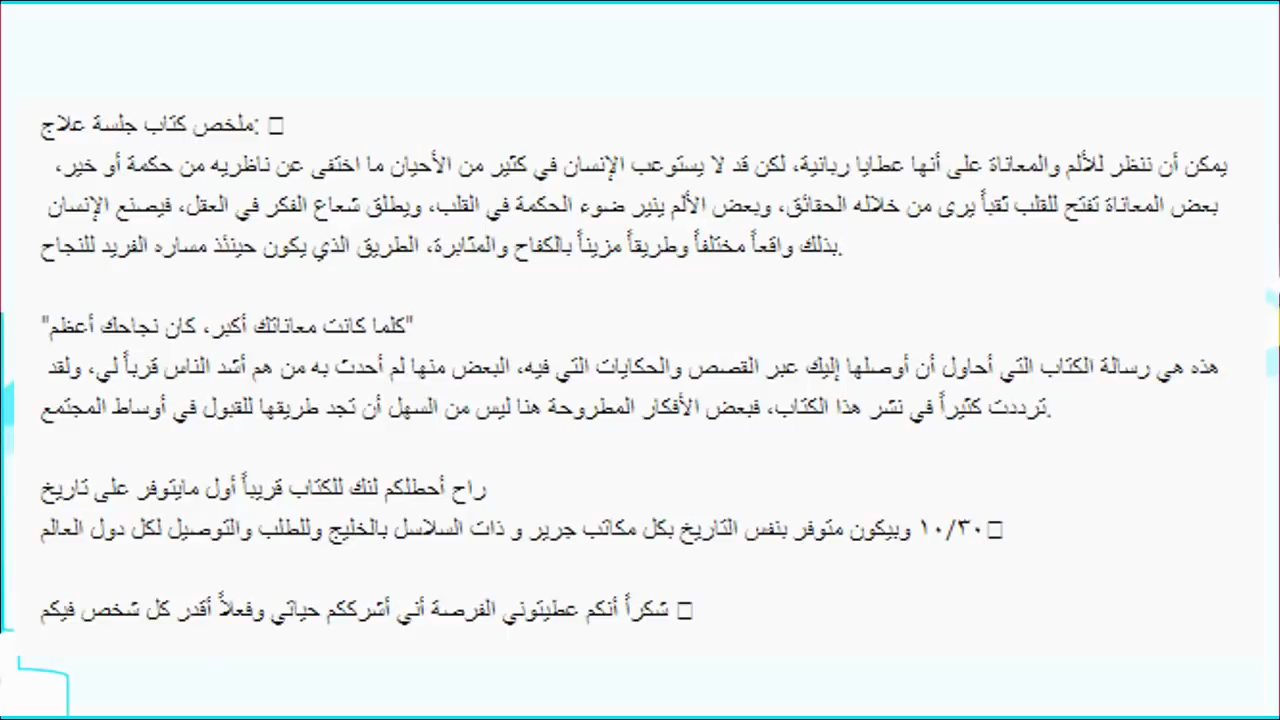 ملخص كتاب جلسة علاج:
يمكن أن ننظر للألم والمعاناة على أنها عطايا ربانية، لكن قد لا يستوعب الإنسان في كثير من الأحيان ما اختفى عن ناظريه من حكمة أو خير،
بعض المعاناة تفتح للقلب ثقباً يرى من خلاله الحقائق، وبعض الألم ينير ضوء الحكمة في القلب، ويطلق شعاع الفكر في العقل، فيصنع الإنسان
بذلك واقعاً مختلفاً وطريقاً مزيناً بالكفاح والمثابرة، الطريق الذي يكون حينئذ مساره الفريد للنجاح.
"كلما كانت معاناتك أكبر، كان نجاحك أعظم"
هذه هي رسالة الكتاب التي أحاول أن أوصلها إليك عبر القصص والحكايات التي فيه، البعض منها لم أحدث به من هم أشد الناس قرباً لي، ولقد
ترددت كثيراً في نشر هذا الكتاب، فبعض الأفكار المطروحة هنا ليس من السهل أن تجد طريقها للقبول في أوساط المجتمع.
راح أحطلكم لنك للكتاب قريباً أول مايتوفر على تاريخ
١٠/٣٠ وبيكون متوفر بنفس التاريخ بكل مكاتب جرير و ذات السلاسل بالخليج وللطلب والتوصيل لكل دول العالم
شكراً أنكم عطيتوني الفرصة أني أشرككم حياتي وفعلاً أقدر كل شخص فيكم